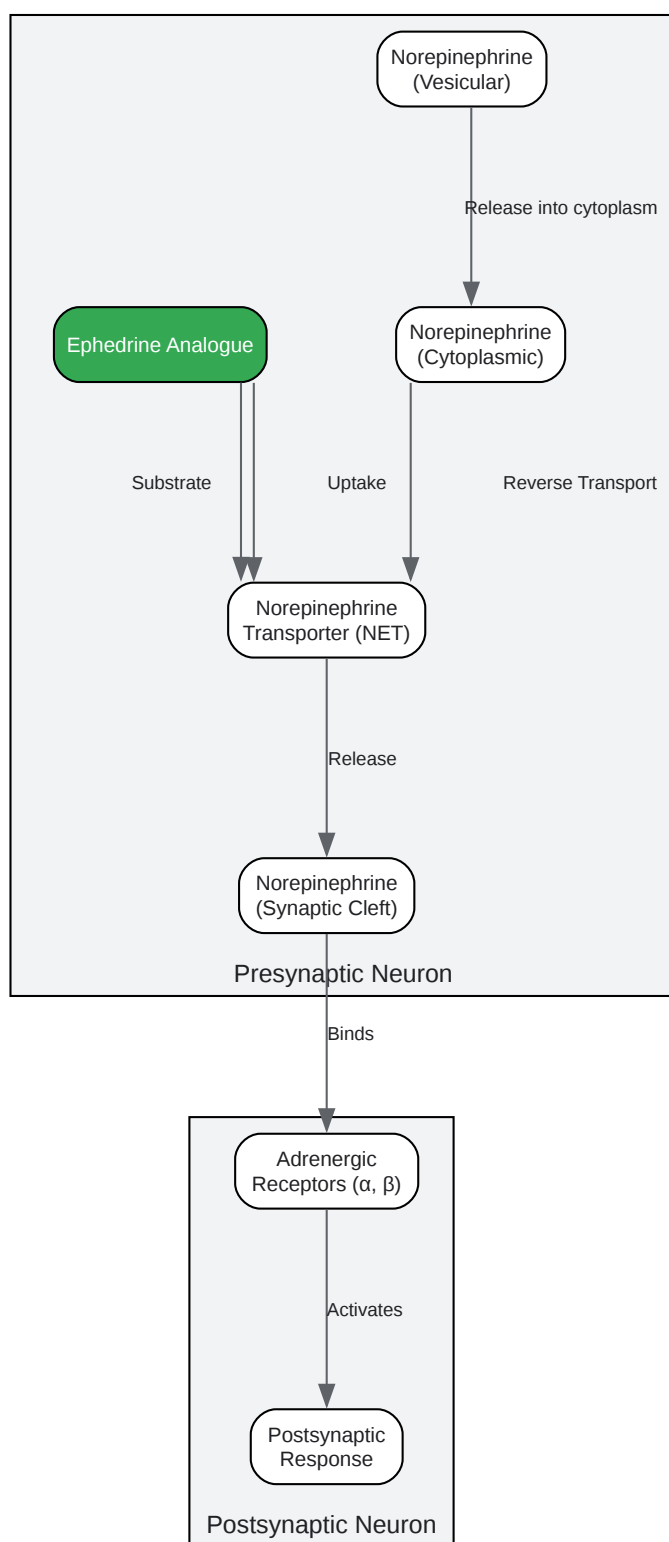 Norepinephrine
(Vesicular)
Release into cytoplasm
Ephedrine Analogue
Norepinephrine
(Cytoplasmic)
Substrate
Uptake
Reverse Transport
Norepinephrine
Transporter (NET)
Release
Norepinephrine
(Synaptic Cleft)
Presynaptic Neuron
Binds
Adrenergic
Receptors (α, β)
Activates
Postsynaptic
Response
Postsynaptic Neuron